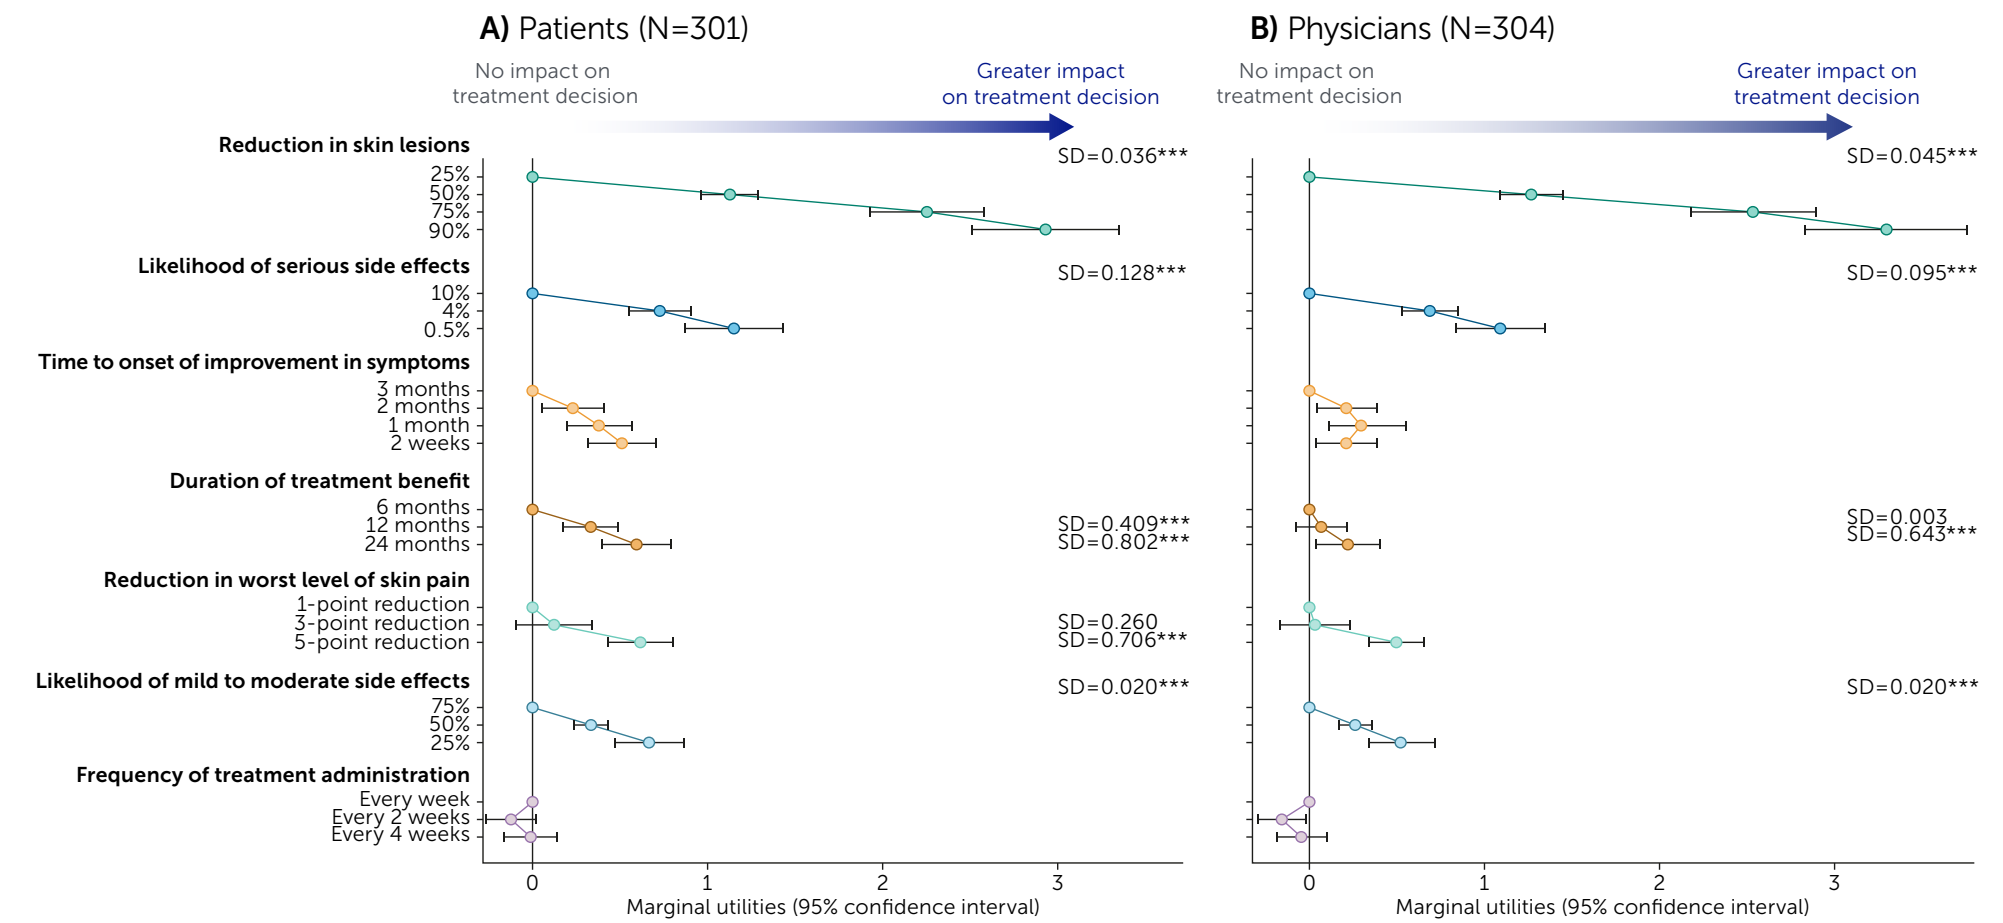 A) Patients (N=301)
No impact on
treatment decision
Greater impact
on treatment decision
B) Physicians (N=304)
No impact on
treatment decision
Greater impact on
treatment decision
Reduction in skin lesions
25%
50%
75%
90%
SD=0.036***
SD=0.045***
Likelihood of serious side effects
10%
4%
0.5%
SD=0.128***
SD=0.095***
Time to onset of improvement in symptoms
3 months
2 months
1 month
2 weeks
Duration of treatment benefit
6 months
12 months
24 months
SD=0.409***
SD=0.802***
SD=0.003
SD=0.643***
Reduction in worst level of skin pain
1-point reduction
3-point reduction
5-point reduction
SD=0.260
SD=0.706***
Likelihood of mild to moderate side effects
75%
50%
25%
SD=0.020***
SD=0.020***
Frequency of treatment administration
Every week
Every 2 weeks
Every 4 weeks
0 1 2 3
Marginal utilities (95% confidence interval)
0 1 2 3
Marginal utilities (95% confidence interval)